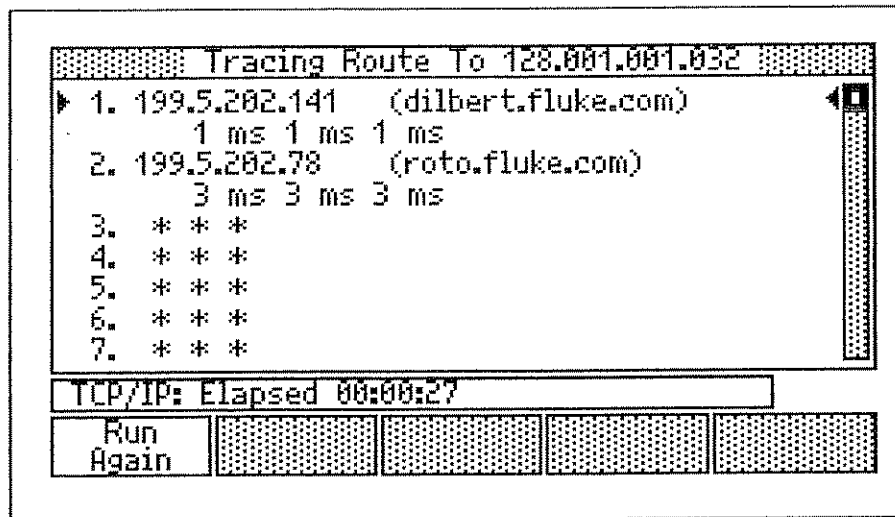 Tracing Route To 128.001.001.032
1. 199.5.202.141 (dilbert.fluke.com)
1 ms 1 ms 1 ms
2. 199.5.202.78 (roto.fluke.com)
3 ms 3 ms 3 ms
3. * * *
4. * * *
5. * * *
6. * * *
7. * * *
TCP/IP: Elapsed 00:00:27
Run
Again